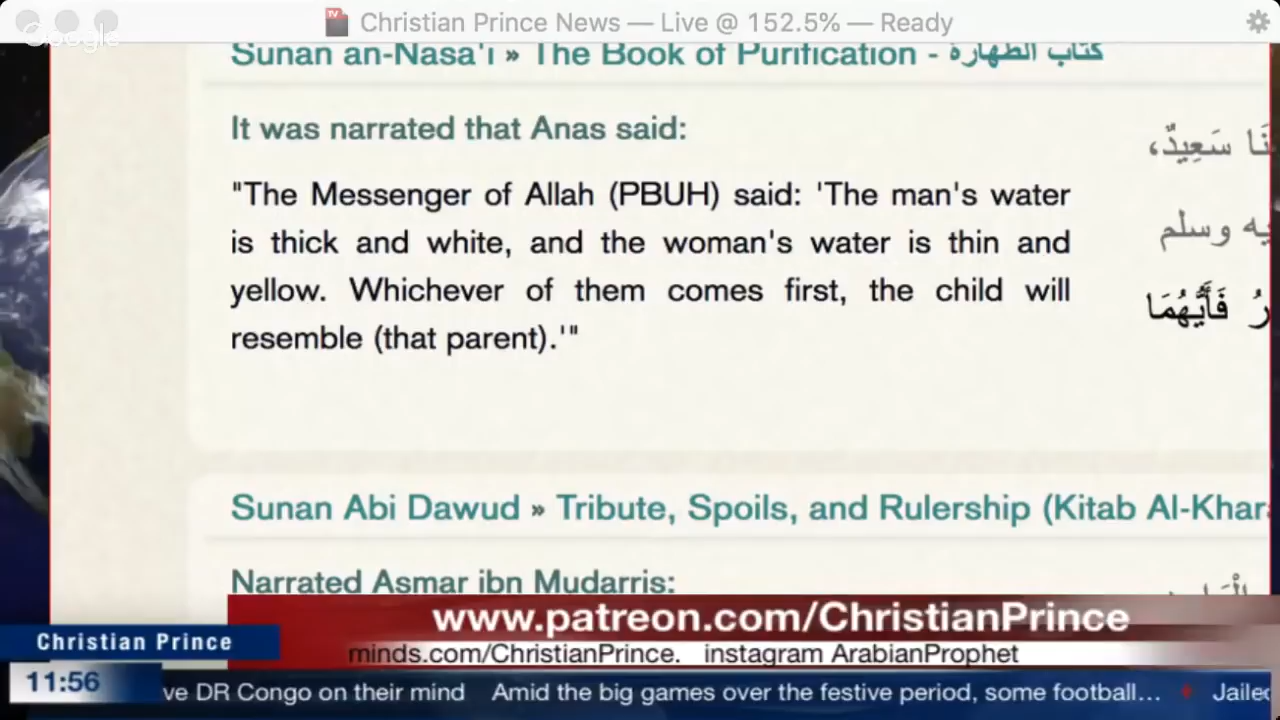 Christian Prince News — Live @ 152.5% — Ready
Google
Sunan an-Nasa'i » The Book of Purification - كتاب الطهارة
It was narrated that Anas said:
"The Messenger of Allah (PBUH) said: 'The man's water
is thick and white, and the woman's water is thin and
yellow. Whichever of them comes first, the child will
resemble (that parent).'"
سَعِيدٌ،
يه وسلم
فَأَيُّهُمَا
Sunan Abi Dawud » Tribute, Spoils, and Rulership (Kitab Al-Khar
Narrated Asmar ibn Mudarris:
www.patreon.com/ChristianPrince
minds.com/ChristianPrince. instagram ArabianProphet
Christian Prince
11:56
ve DR Congo on their mind Amid the big games over the festive period, some football... Jailed